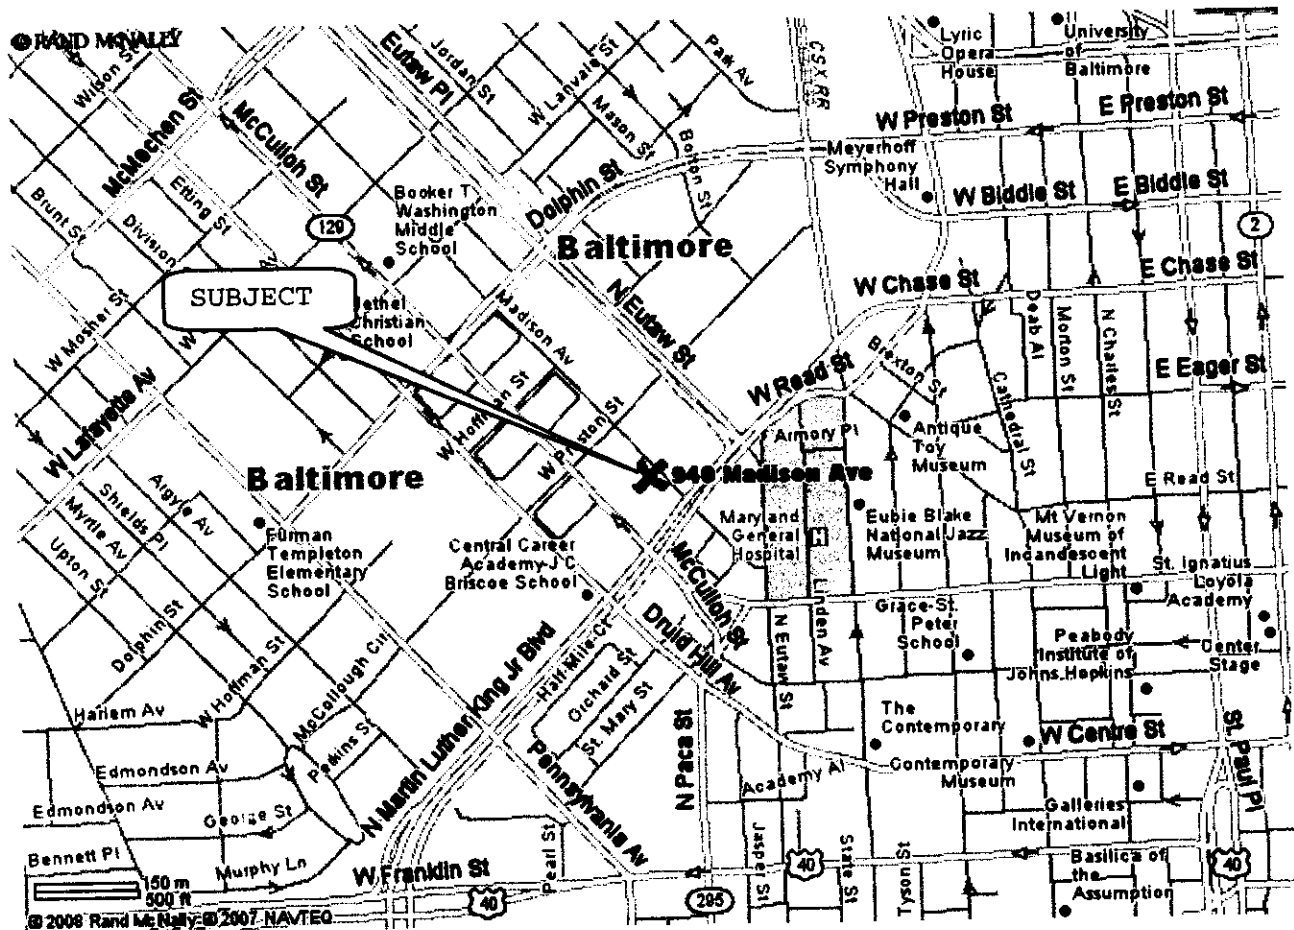 © RAND McNALLY
Wilson St
Eutaw Pl
Jordan St
W Lanvale St
Mason St
Park Av
CSX RR
Lyric
Opera
House
University
of
Baltimore
McMechen St
McCulloh St
Bolton St
W Preston St
E Preston St
Meyerhoff
Symphony
Hall
Brunt St
Etting St
Division
129
Booker T
Washington
Middle
School
Dolphin St
Baltimore
W Biddle St
E Biddle St
2
SUBJECT
Bethel
Christian
School
Madison Av
N Eutaw St
W Chase St
E Chase St
W Mosher St
W
Deab Al
Morton St
N Charles St
W Lafayette Av
W Hoffman St
W Preston St
W Read St
Brexton St
Cathedral St
E Eager St
Armory Pl
Antique
Toy
Museum
Baltimore
940 Madison Ave
E Read St
Argyle Av
Shields Pl
Myrtle Av
Upton St
Furman
Templeton
Elementary
School
Central Career
Academy-J C
Briscoe School
Maryland
General
Hospital
H
Eubie Blake
National Jazz
Museum
Mt Vernon
Museum of
Incandescent
Light
St. Ignatius
Loyola
Academy
McCulloh St
Linden Av
N Eutaw St
Grace-St.
Peter
School
Dolphin St
W Hoffman St
McCollough Cir
Half-Mile Ct
Druid Hill Av
Orchard St
St. Mary St
Peabody
Institute of
Johns Hopkins
Center
Stage
Harlem Av
Perkins St
N Martin Luther King Jr Blvd
N Paca St
The
Contemporary
W Centre St
St. Paul Pl
Edmondson Av
Pennsylvania Av
Academy Al
Contemporary
Museum
Edmondson Av
George St
Galleries
International
Bennett Pl
Murphy Ln
Pearl St
Jasper St
State St
Tyson St
40
Basilica of
the
Assumption
40
W Franklin St
40
295
150 m
500 ft
© 2008 Rand McNally © 2007 NAVTEQ